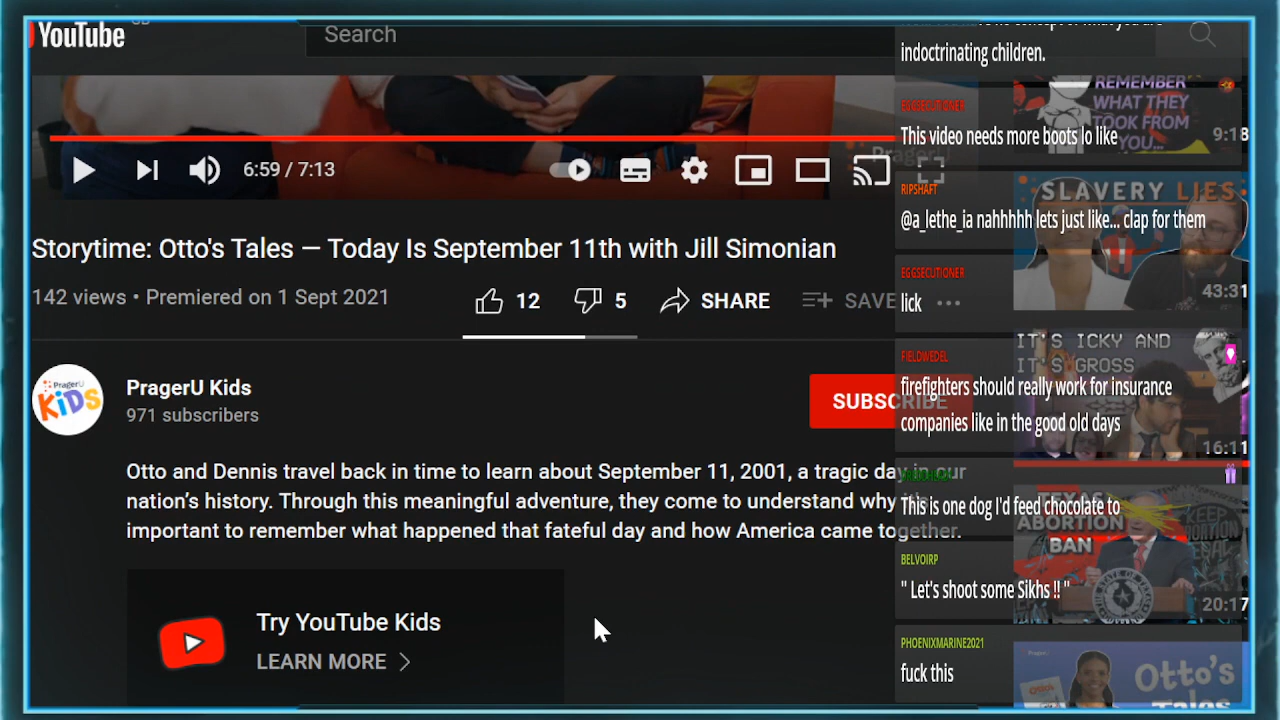 YouTube
Search
6:59 / 7:13
Storytime: Otto's Tales — Today Is September 11th with Jill Simonian
142 views • Premiered on 1 Sept 2021
12
5
SHARE
SAVE
PragerU
KiDS
PragerU Kids
971 subscribers
SUBSCRIBE
Otto and Dennis travel back in time to learn about September 11, 2001, a tragic day in our
nation's history. Through this meaningful adventure, they come to understand why it's
important to remember what happened that fateful day and how America came together.
Try YouTube Kids
LEARN MORE
indoctrinating children.
EGGSECUTIONER
This video needs more boots lo like
RIPSHAFT
@a_lethe_ia nahhhhh lets just like... clap for them
EGGSECUTIONER
lick
FIELDWEDEL
firefighters should really work for insurance
companies like in the good old days
This is one dog I'd feed chocolate to
BELVOIRP
" Let's shoot some Sikhs !! "
PHOENIXMARINE2021
fuck this
REMEMBER
WHAT THEY
TOOK FROM
YOU...
9:18
SLAVERY LIES
43:31
IT'S ICKY AND
IT'S GROSS
16:11
TEXAS
ABORTION
BAN
20:17
Otto's
Tales